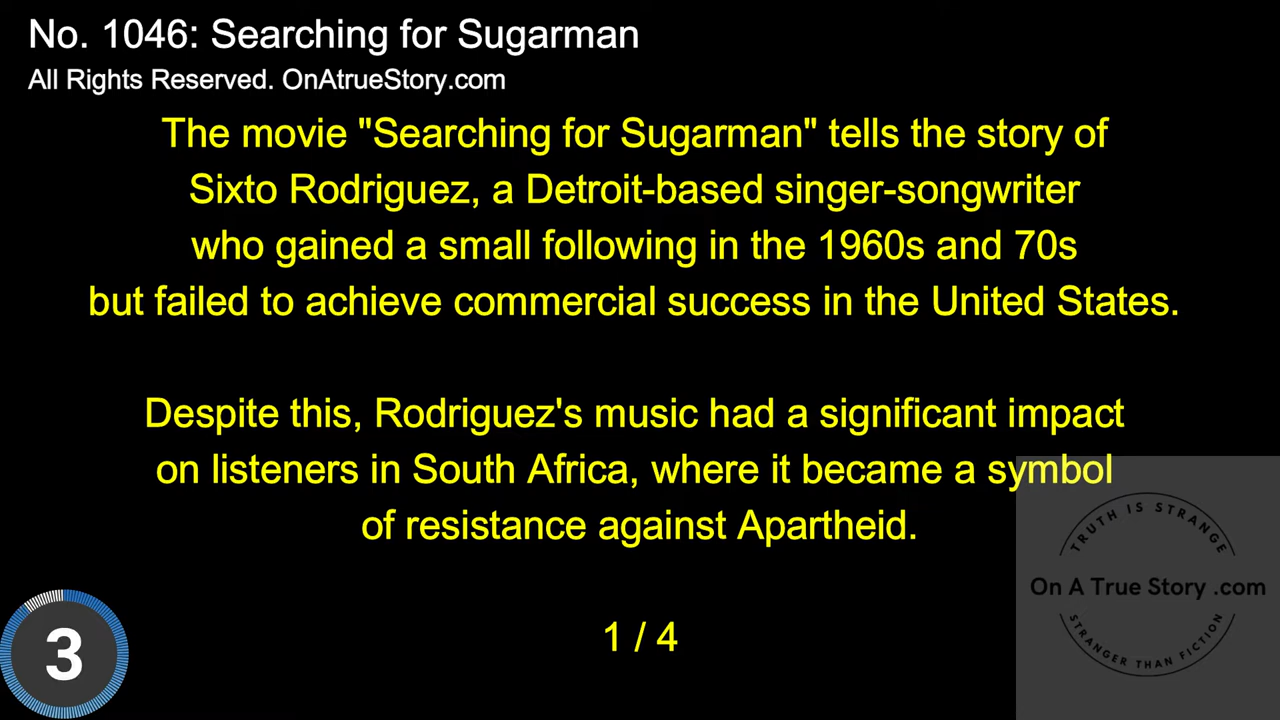 No. 1046: Searching for Sugarman
All Rights Reserved. OnAtrueStory.com
The movie "Searching for Sugarman" tells the story of
Sixto Rodriguez, a Detroit-based singer-songwriter
who gained a small following in the 1960s and 70s
but failed to achieve commercial success in the United States.
Despite this, Rodriguez's music had a significant impact
on listeners in South Africa, where it became a symbol
of resistance against Apartheid.
1 / 4
3
TRUTH IS STRANGE
On A True Story .com
STRANGER THAN FICTION